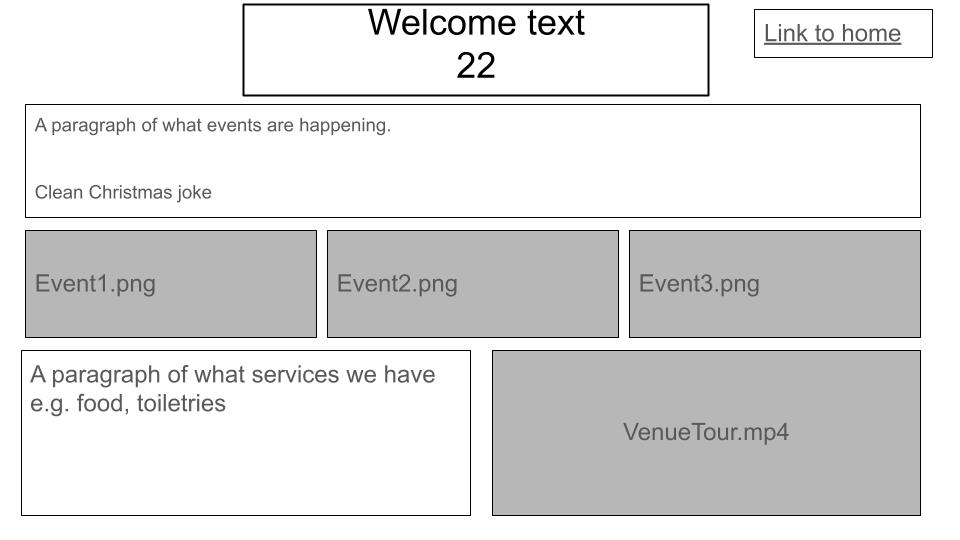 Welcome text
22
Link to home
A paragraph of what events are happening.
Clean Christmas joke
Event1.png
Event2.png
Event3.png
A paragraph of what services we have
e.g. food, toiletries
VenueTour.mp4